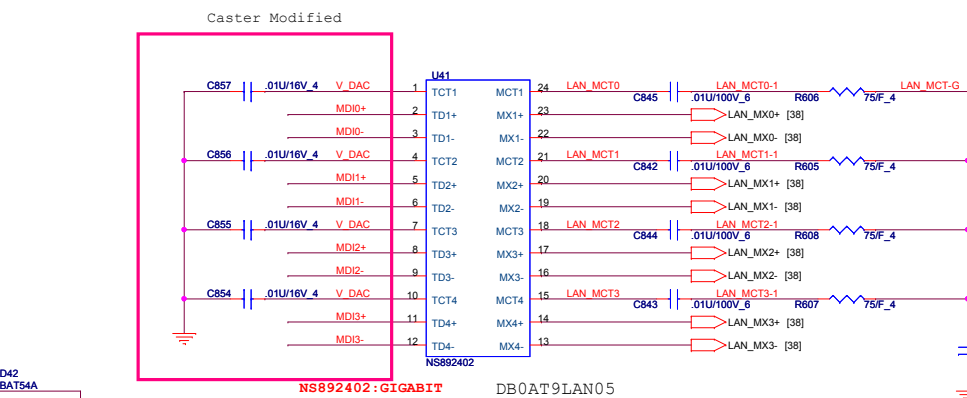 Caster Modified
U41
C857 .01U/16V_4 V_DAC 1 TCT1 MCT1 24 LAN_MCT0 C845 .01U/100V_6 LAN_MCT0-1 R606 75/F_4 LAN_MCT-G
MDI0+ 2 TD1+ MX1+ 23 LAN_MX0+ [38]
MDI0- 3 TD1- MX1- 22 LAN_MX0- [38]
C856 .01U/16V_4 V_DAC 4 TCT2 MCT2 21 LAN_MCT1 C842 .01U/100V_6 LAN_MCT1-1 R605 75/F_4
MDI1+ 5 TD2+ MX2+ 20 LAN_MX1+ [38]
MDI1- 6 TD2- MX2- 19 LAN_MX1- [38]
C855 .01U/16V_4 V_DAC 7 TCT3 MCT3 18 LAN_MCT2 C844 .01U/100V_6 LAN_MCT2-1 R608 75/F_4
MDI2+ 8 TD3+ MX3+ 17 LAN_MX2+ [38]
MDI2- 9 TD3- MX3- 16 LAN_MX2- [38]
C854 .01U/16V_4 V_DAC 10 TCT4 MCT4 15 LAN_MCT3 C843 .01U/100V_6 LAN_MCT3-1 R607 75/F_4
MDI3+ 11 TD4+ MX4+ 14 LAN_MX3+ [38]
MDI3- 12 TD4- MX4- 13 LAN_MX3- [38]
NS892402
D42
BAT54A
NS892402:GIGABIT DB0AT9LAN05